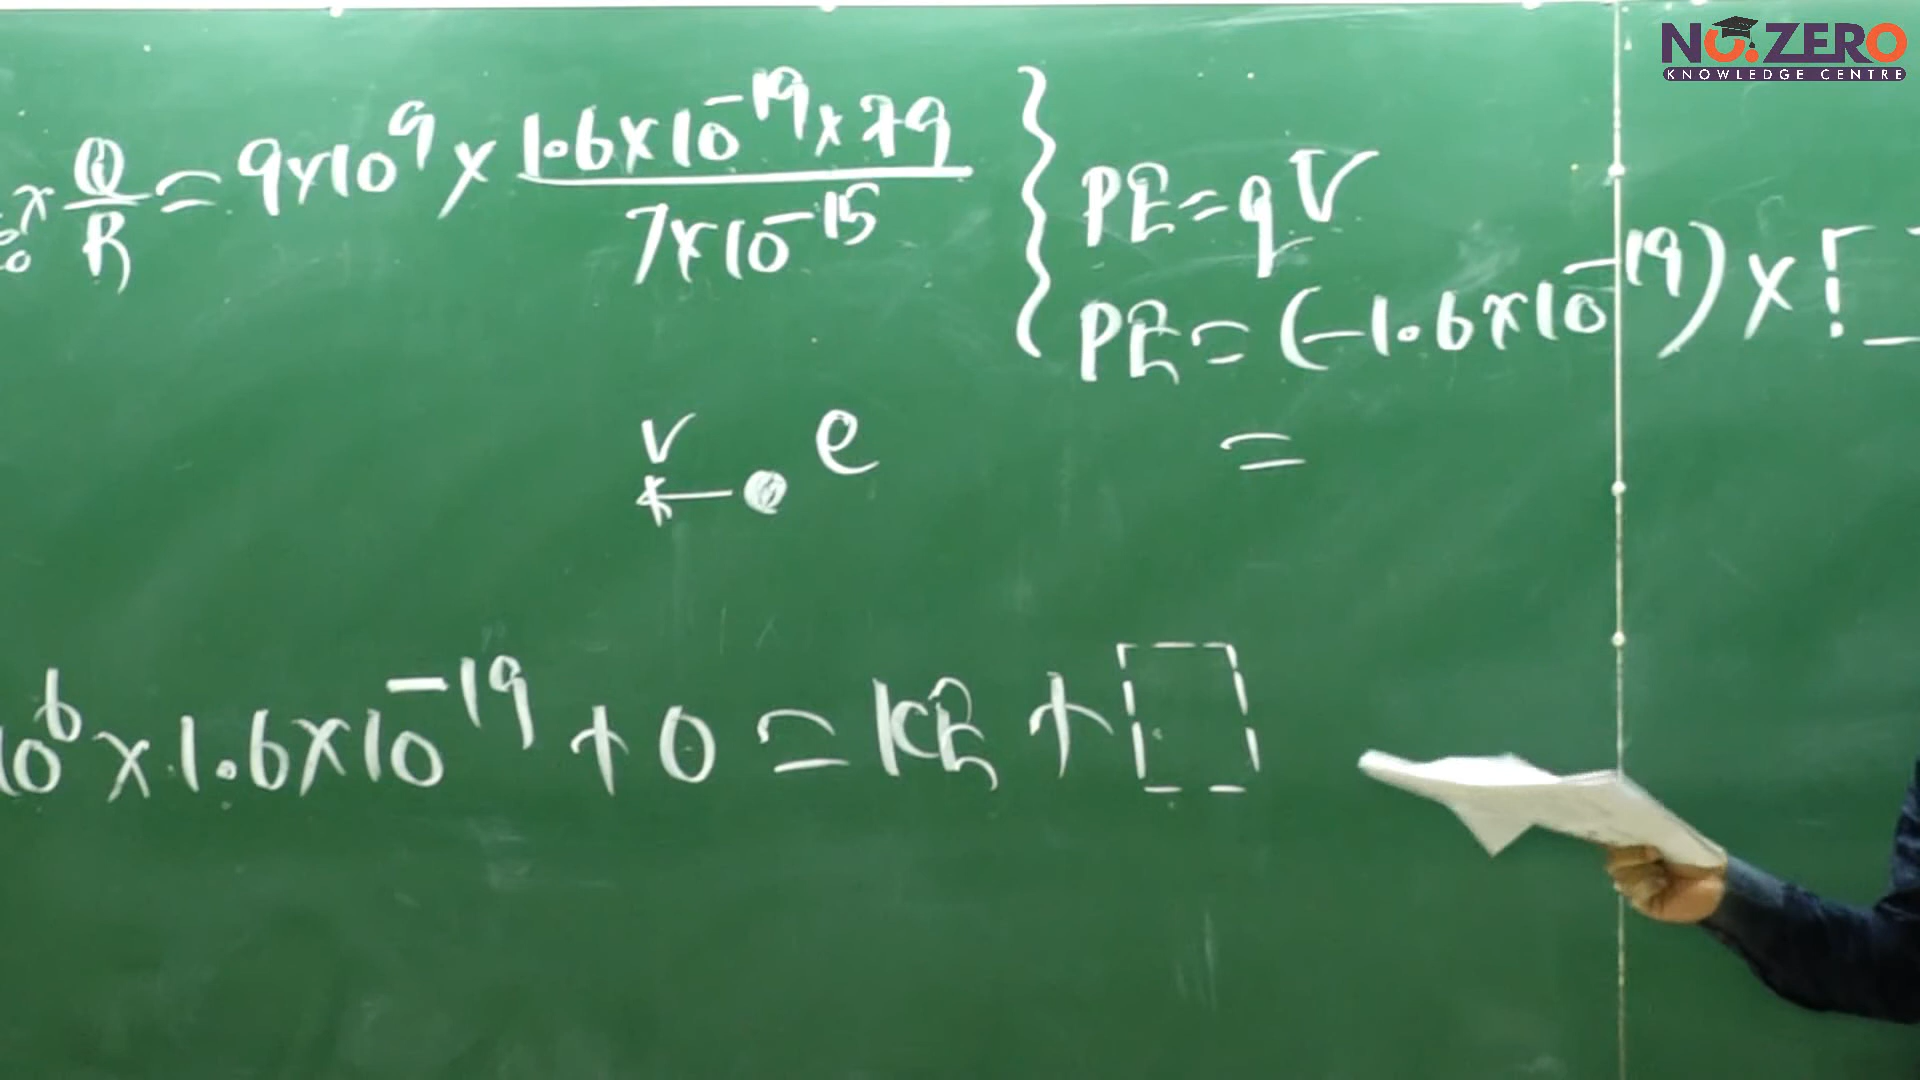 NO.ZERO
KNOWLEDGE CENTRE
× Q/R = 9×10⁹ × 1.6×10⁻¹⁹×79 / 7×10⁻¹⁵
PE = qV
PE = (-1.6×10⁻¹⁹) ×
V
e
=
10⁶ × 1.6×10⁻¹⁹ + 0 = KE +